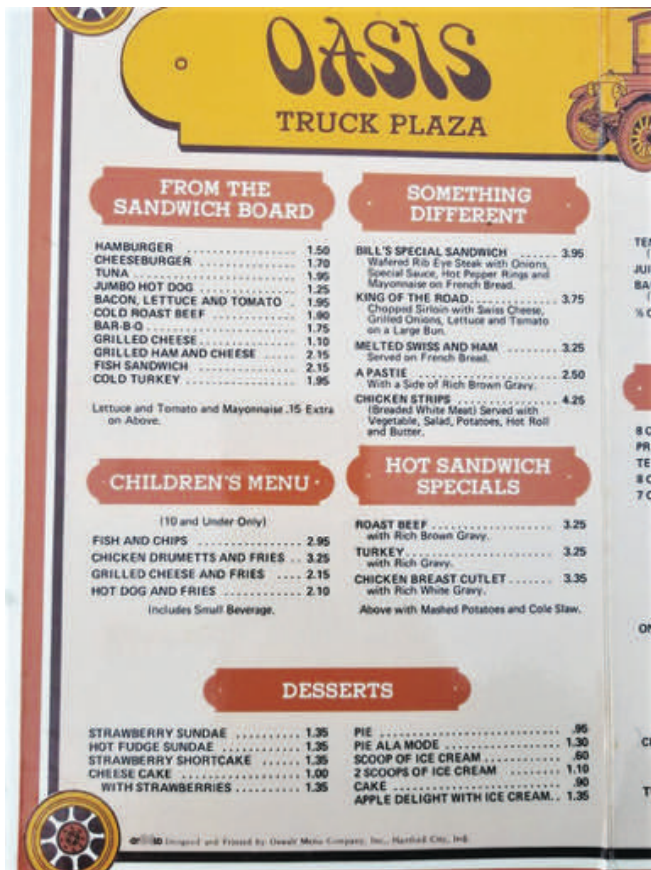 OASIS
TRUCK PLAZA
FROM THE
SANDWICH BOARD
HAMBURGER .................. 1.50
CHEESEBURGER ............... 1.70
TUNA ....................... 1.95
JUMBO HOT DOG .............. 1.25
BACON, LETTUCE AND TOMATO . 1.95
COLD ROAST BEEF ............ 1.90
BAR-B-Q .................... 1.75
GRILLED CHEESE ............. 1.10
GRILLED HAM AND CHEESE ..... 2.15
FISH SANDWICH .............. 2.15
COLD TURKEY ................ 1.95
Lettuce and Tomato and Mayonnaise .15 Extra
on Above.
CHILDREN'S MENU
(10 and Under Only)
FISH AND CHIPS ............. 2.95
CHICKEN DRUMETTS AND FRIES .. 3.25
GRILLED CHEESE AND FRIES .... 2.15
HOT DOG AND FRIES .......... 2.10
Includes Small Beverage.
SOMETHING
DIFFERENT
BILL'S SPECIAL SANDWICH ...... 3.95
Wafered Rib Eye Steak with Onions,
Special Sauce, Hot Pepper Rings and
Mayonnaise on French Bread.
KING OF THE ROAD ............ 3.75
Chopped Sirloin with Swiss Cheese,
Grilled Onions, Lettuce and Tomato
on a Large Bun.
MELTED SWISS AND HAM ........ 3.25
Served on French Bread.
A PASTIE .................... 2.50
With a Side of Rich Brown Gravy.
CHICKEN STRIPS .............. 4.25
(Breaded White Meat) Served with
Vegetable, Salad, Potatoes, Hot Roll
and Butter.
HOT SANDWICH
SPECIALS
ROAST BEEF .................. 3.25
with Rich Brown Gravy.
TURKEY ...................... 3.25
with Rich Gravy.
CHICKEN BREAST CUTLET ....... 3.35
with Rich White Gravy.
Above with Mashed Potatoes and Cole Slaw.
DESSERTS
STRAWBERRY SUNDAE .......... 1.35
HOT FUDGE SUNDAE ........... 1.35
STRAWBERRY SHORTCAKE ....... 1.35
CHEESE CAKE ................ 1.00
WITH STRAWBERRIES .......... 1.35
PIE ......................... .95
PIE ALA MODE ................ 1.30
SCOOP OF ICE CREAM .......... .60
2 SCOOPS OF ICE CREAM ....... 1.10
CAKE ........................ .90
APPLE DELIGHT WITH ICE CREAM.. 1.35
Designed and Printed by Menu Company, Inc., Hartford City, Ind.